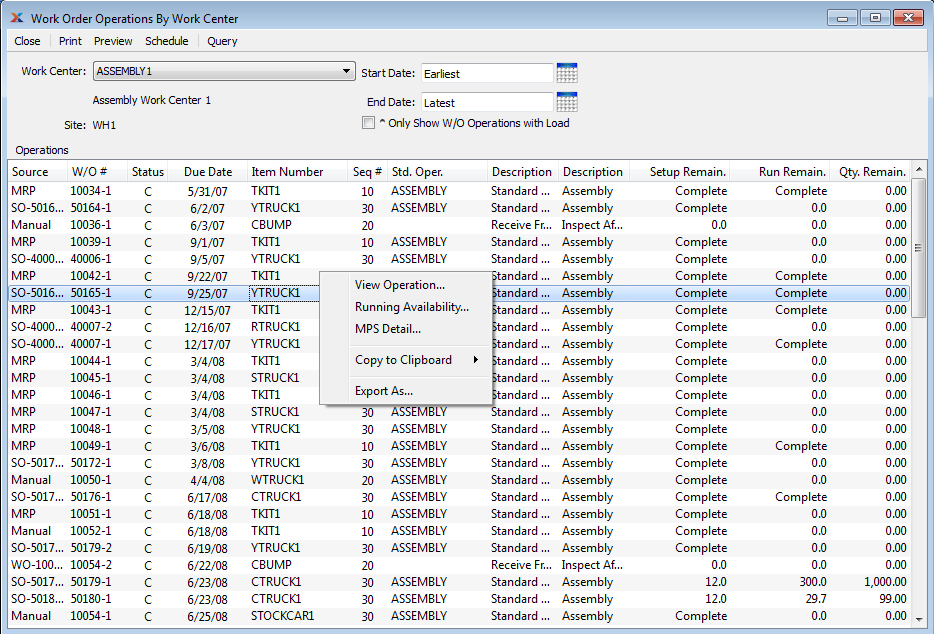 Work Order Operations By Work Center
Close Print Preview Schedule Query
Work Center: ASSEMBLY1 Start Date: Earliest
Assembly Work Center 1 End Date: Latest
Site: WH1 ^ Only Show W/O Operations with Load
Operations
Source W/O # Status Due Date Item Number Seq # Std. Oper. Description Description Setup Remain. Run Remain. Qty. Remain.
MRP 10034-1 C 5/31/07 TKIT1 10 ASSEMBLY Standard ... Assembly Complete Complete 0.00
SO-5016... 50164-1 C 6/2/07 YTRUCK1 30 ASSEMBLY Standard ... Assembly Complete 0.0 0.00
Manual 10036-1 C 6/3/07 CBUMP 20 Receive Fr... Inspect Af... 0.0 0.0 0.00
MRP 10039-1 C 9/1/07 TKIT1 10 ASSEMBLY Standard ... Assembly Complete 0.0 0.00
SO-4000... 40006-1 C 9/5/07 YTRUCK1 30 ASSEMBLY Standard ... Assembly Complete 0.0 0.00
MRP 10042-1 C 9/22/07 TKIT1 Standard ... Assembly Complete Complete 0.00
SO-5016... 50165-1 C 9/25/07 YTRUCK1 Standard ... Assembly Complete Complete 0.00
MRP 10043-1 C 12/15/07 TKIT1 Standard ... Assembly Complete Complete 0.00
SO-4000... 40007-2 C 12/16/07 RTRUCK1 Standard ... Assembly Complete 0.0 0.00
SO-4000... 40007-1 C 12/17/07 YTRUCK1 Standard ... Assembly Complete Complete 0.00
MRP 10044-1 C 3/4/08 TKIT1 Standard ... Assembly Complete 0.0 0.00
MRP 10045-1 C 3/4/08 STRUCK1 Standard ... Assembly Complete 0.0 0.00
MRP 10046-1 C 3/4/08 TKIT1 Standard ... Assembly Complete 0.0 0.00
MRP 10047-1 C 3/4/08 STRUCK1 30 ASSEMBLY Standard ... Assembly Complete 0.0 0.00
MRP 10048-1 C 3/5/08 YTRUCK1 30 ASSEMBLY Standard ... Assembly Complete 0.0 0.00
MRP 10049-1 C 3/6/08 TKIT1 10 ASSEMBLY Standard ... Assembly Complete Complete 0.00
SO-5017... 50172-1 C 3/8/08 YTRUCK1 30 ASSEMBLY Standard ... Assembly Complete 0.0 0.00
Manual 10050-1 C 4/4/08 WTRUCK1 20 ASSEMBLY Standard ... Assembly Complete 0.0 0.00
SO-5017... 50176-1 C 6/17/08 CTRUCK1 30 ASSEMBLY Standard ... Assembly Complete Complete 0.00
MRP 10051-1 C 6/18/08 TKIT1 10 ASSEMBLY Standard ... Assembly Complete 0.0 0.00
Manual 10052-1 C 6/18/08 TKIT1 10 ASSEMBLY Standard ... Assembly Complete 0.0 0.00
SO-5017... 50179-2 C 6/19/08 YTRUCK1 30 ASSEMBLY Standard ... Assembly Complete 0.0 0.00
WO-100... 10054-2 C 6/22/08 CBUMP 20 Receive Fr... Inspect Af... 0.0 0.0 0.00
SO-5017... 50179-1 C 6/23/08 CTRUCK1 30 ASSEMBLY Standard ... Assembly 12.0 300.0 1,000.00
SO-5018... 50180-1 C 6/23/08 CTRUCK1 30 ASSEMBLY Standard ... Assembly 12.0 29.7 99.00
Manual 10054-1 C 6/25/08 STOCKCAR1 30 ASSEMBLY Standard ... Assembly Complete 0.0 0.00
View Operation...
Running Availability...
MPS Detail...
Copy to Clipboard
Export As...